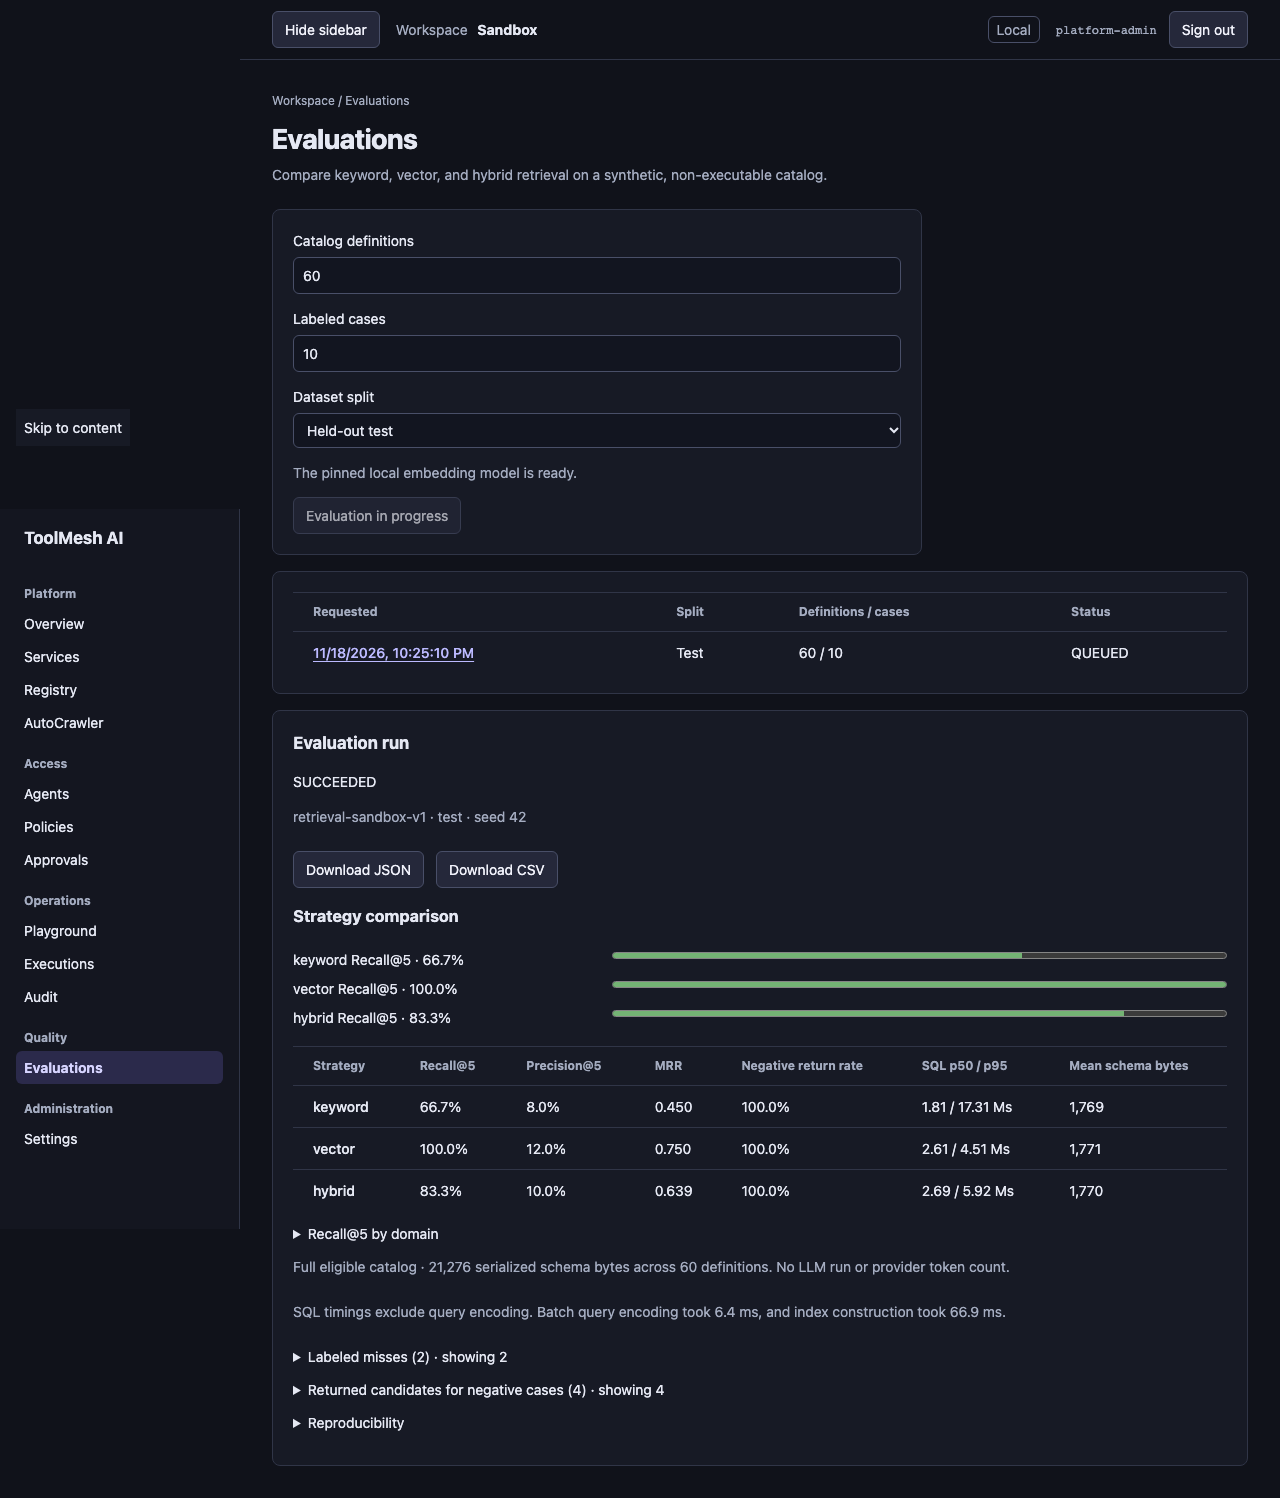 Hide sidebar
Workspace Sandbox
Local
platform-admin
Sign out
Workspace / Evaluations
Evaluations
Compare keyword, vector, and hybrid retrieval on a synthetic, non-executable catalog.
Catalog definitions
60
Labeled cases
10
Dataset split
Held-out test
The pinned local embedding model is ready.
Evaluation in progress
Skip to content
ToolMesh AI
Platform
Overview
Services
Registry
AutoCrawler
Access
Agents
Policies
Approvals
Operations
Playground
Executions
Audit
Quality
Evaluations
Administration
Settings
Requested Split Definitions / cases Status
11/18/2026, 10:25:10 PM Test 60 / 10 QUEUED
Evaluation run
SUCCEEDED
retrieval-sandbox-v1 · test · seed 42
Download JSON Download CSV
Strategy comparison
keyword Recall@5 · 66.7%
vector Recall@5 · 100.0%
hybrid Recall@5 · 83.3%
Strategy Recall@5 Precision@5 MRR Negative return rate SQL p50 / p95 Mean schema bytes
keyword 66.7% 8.0% 0.450 100.0% 1.81 / 17.31 Ms 1,769
vector 100.0% 12.0% 0.750 100.0% 2.61 / 4.51 Ms 1,771
hybrid 83.3% 10.0% 0.639 100.0% 2.69 / 5.92 Ms 1,770
Recall@5 by domain
Full eligible catalog · 21,276 serialized schema bytes across 60 definitions. No LLM run or provider token count.
SQL timings exclude query encoding. Batch query encoding took 6.4 ms, and index construction took 66.9 ms.
Labeled misses (2) · showing 2
Returned candidates for negative cases (4) · showing 4
Reproducibility